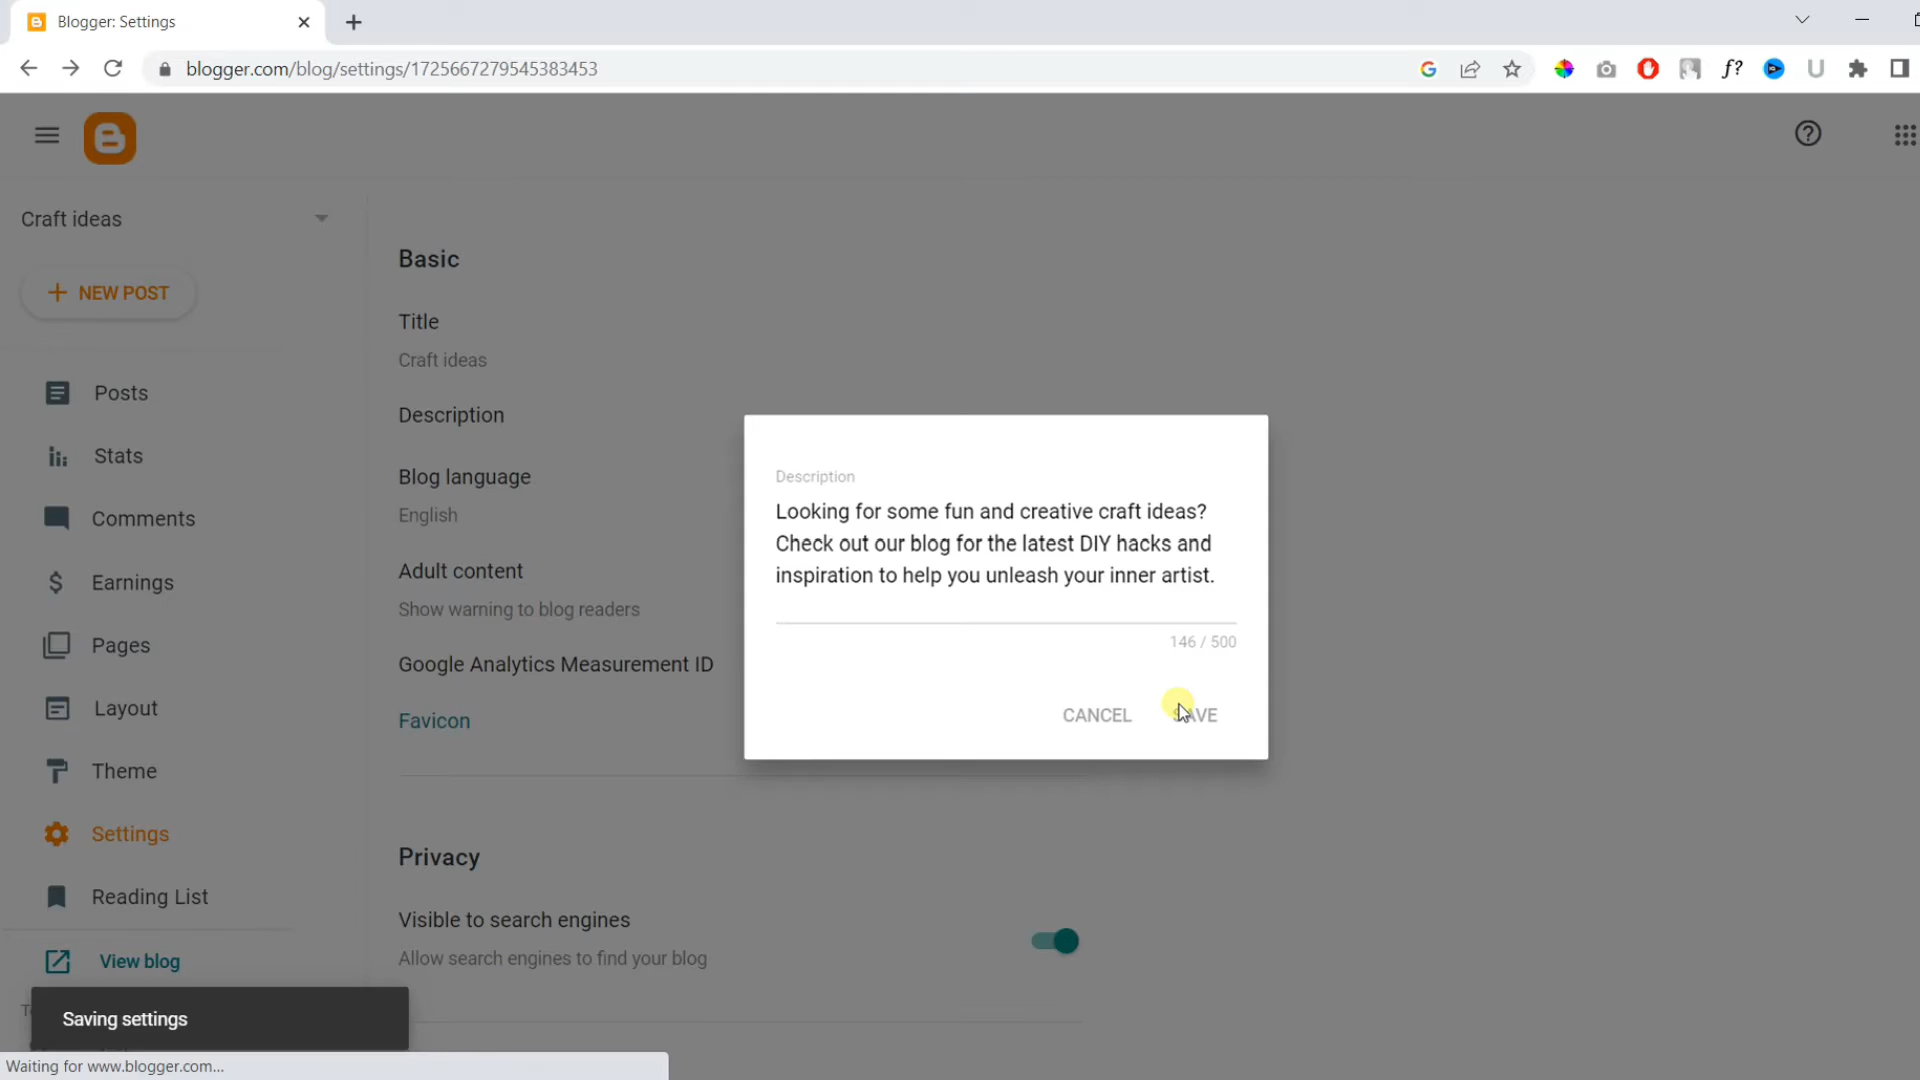 Blogger: Settings
blogger.com/blog/settings/1725667279545383453
f?
U
Craft ideas
NEW POST
Posts
Stats
Comments
Earnings
Pages
Layout
Theme
Settings
Reading List
View blog
Basic
Title
Craft ideas
Description
Blog language
English
Adult content
Show warning to blog readers
Google Analytics Measurement ID
Favicon
Privacy
Visible to search engines
Allow search engines to find your blog
Description
Looking for some fun and creative craft ideas?
Check out our blog for the latest DIY hacks and
inspiration to help you unleash your inner artist.
146 / 500
CANCEL
SAVE
Saving settings
Waiting for www.blogger.com...